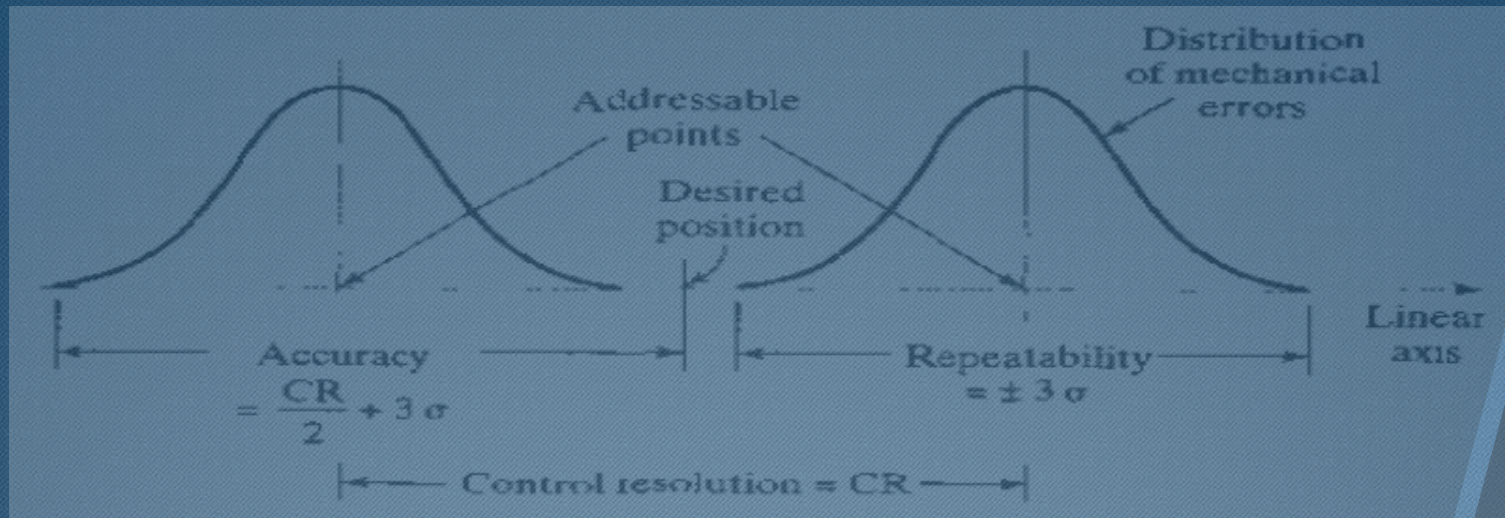 Distribution
of mechanical
errors
Addressable
points
Desired
position
Linear
axis
Accuracy
= CR/2 + 3 σ
Repeatability
= ± 3 σ
Control resolution = CR